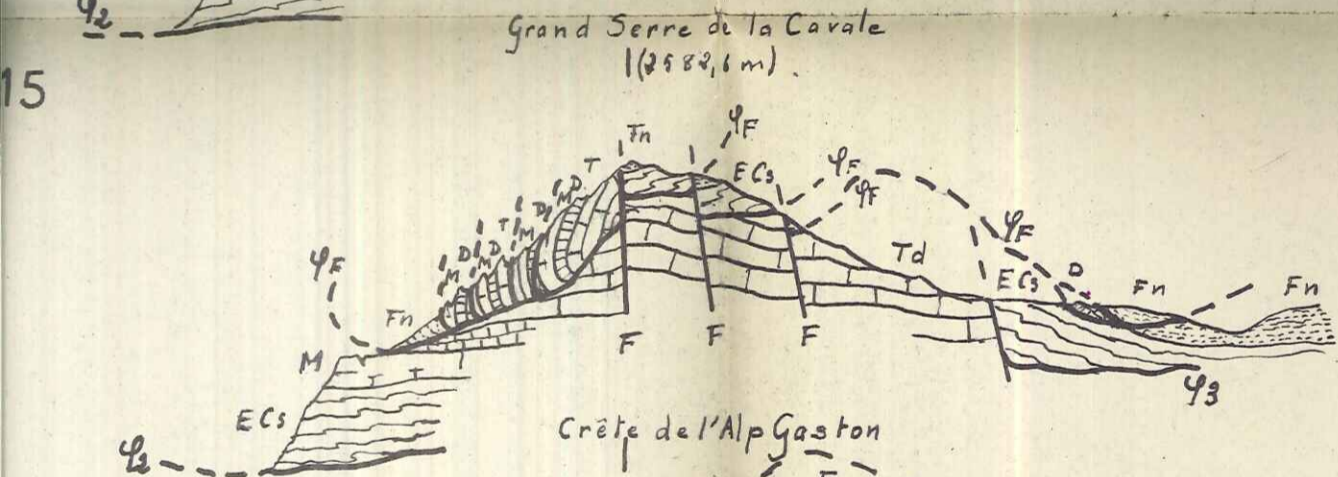 φ2
Grand Serre de la Cavale
(2582,6 m)
15
φF
Fn
φF
φF
T
ECs
φF
D
M
T
D
M
D
M
Td
φF
φF
ECs
D
Fn
Fn
Fn
M
F
F
F
φ3
ECs
Crête de l'Alp Gaston
φ2